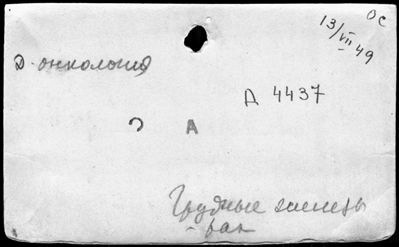 ОС
13/VII 49
Д. онкология
Д 4437
Э А
Грудные железы
- рак